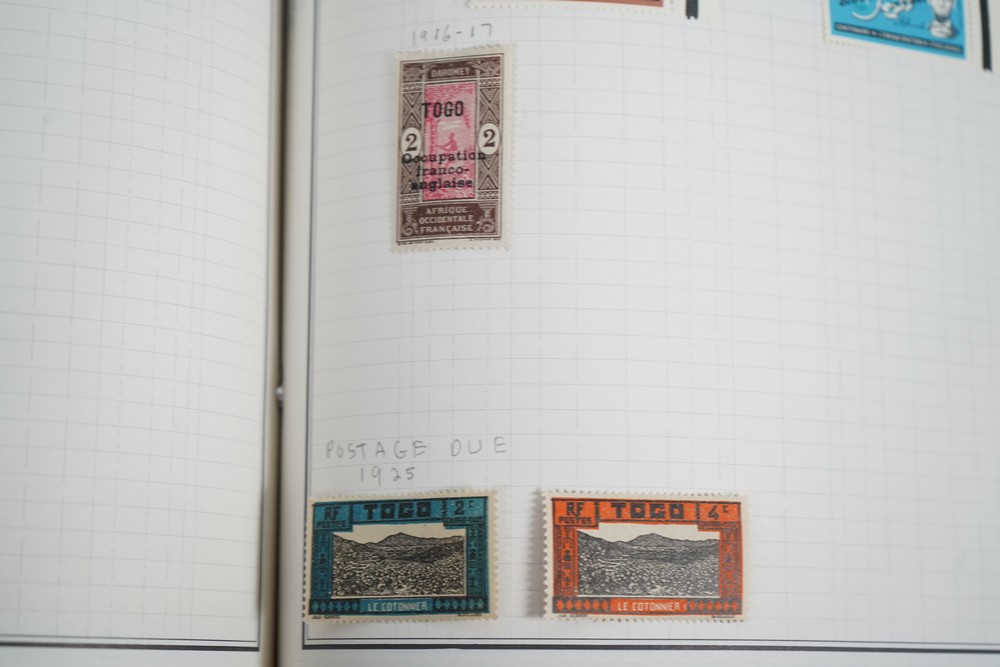 1916-17
DAHOMEY
TOGO
2 2
Occupation
franco-
anglaise
AFRIQUE
OCCIDENTALE
FRANÇAISE
POSTAGE DUE
1925
RF TOGO 2c
POSTES
LE COTONNIER
RF TOGO 4c
POSTES
LE COTONNIER